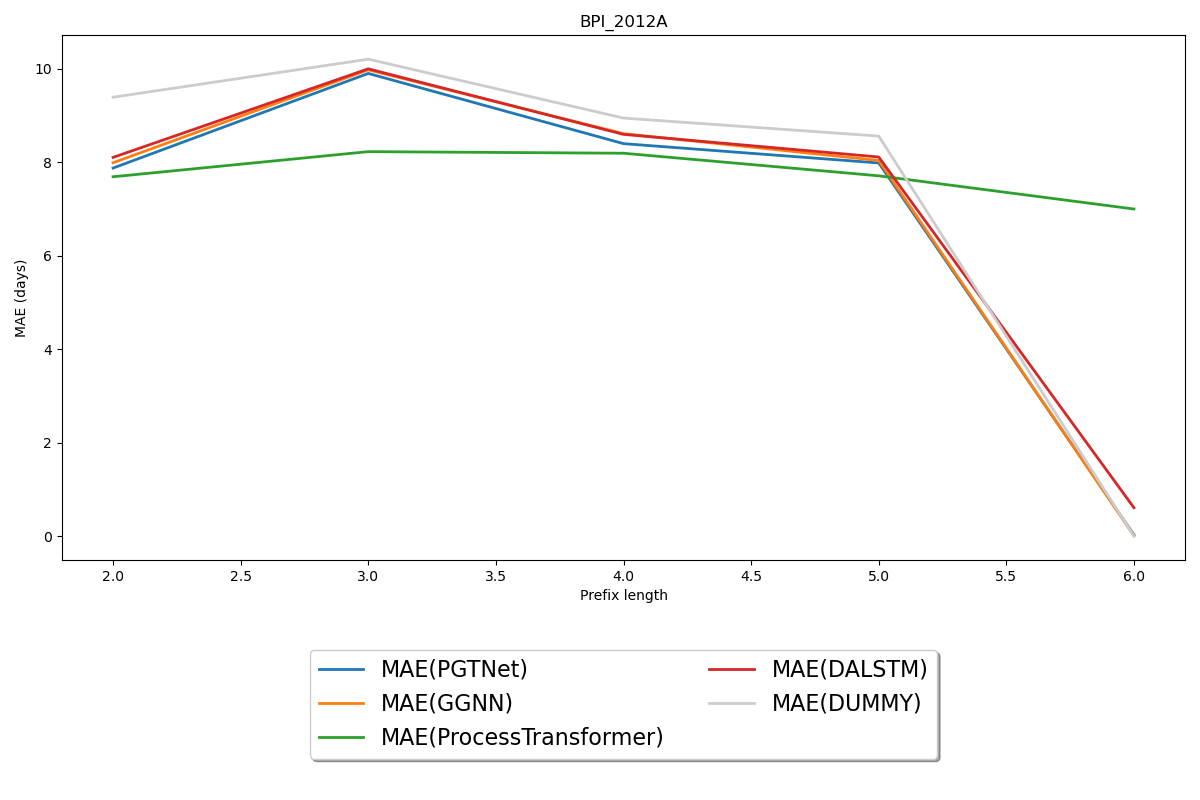 BPI_2012A
MAE (days)
10
8
6
4
2
0
2.0 2.5 3.0 3.5 4.0 4.5 5.0 5.5 6.0
Prefix length
MAE(PGTNet)
MAE(GGNN)
MAE(ProcessTransformer)
MAE(DALSTM)
MAE(DUMMY)